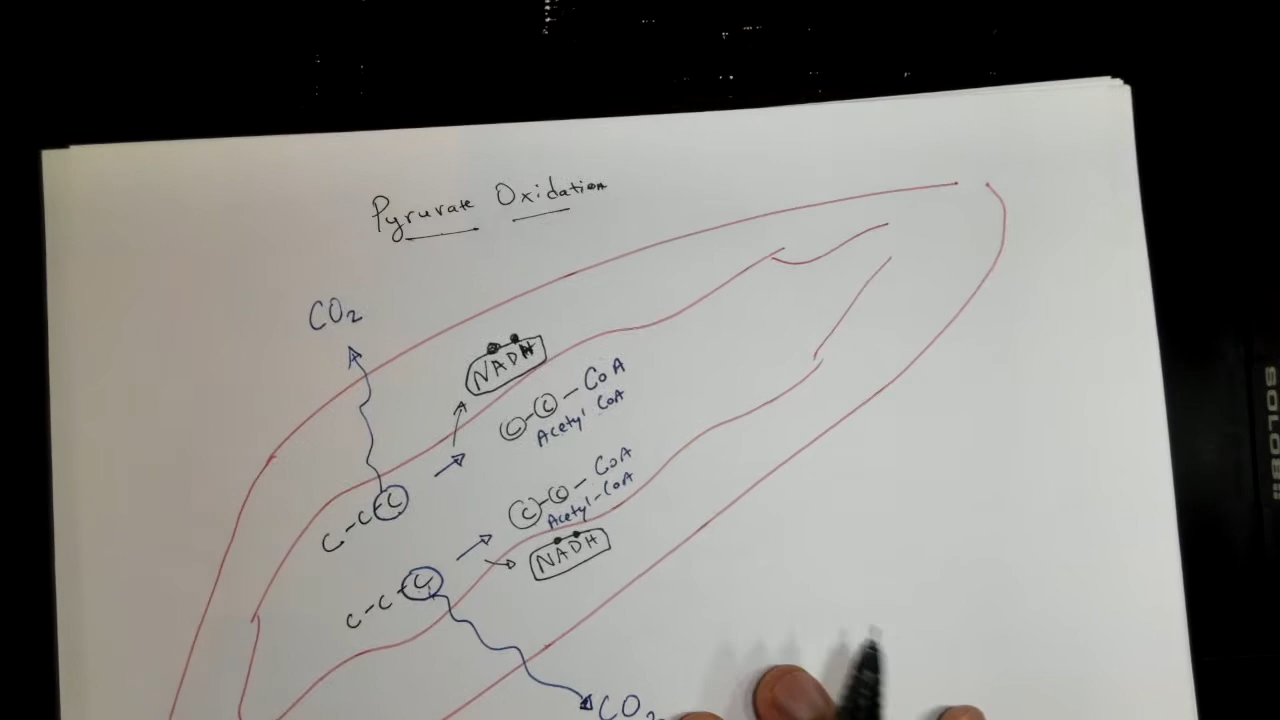 Pyruvate Oxidation
CO2
NADH
C-C-CoA
Acetyl CoA
C-C-C
C-C-CoA
Acetyl-CoA
NADH
C-C-C
CO2